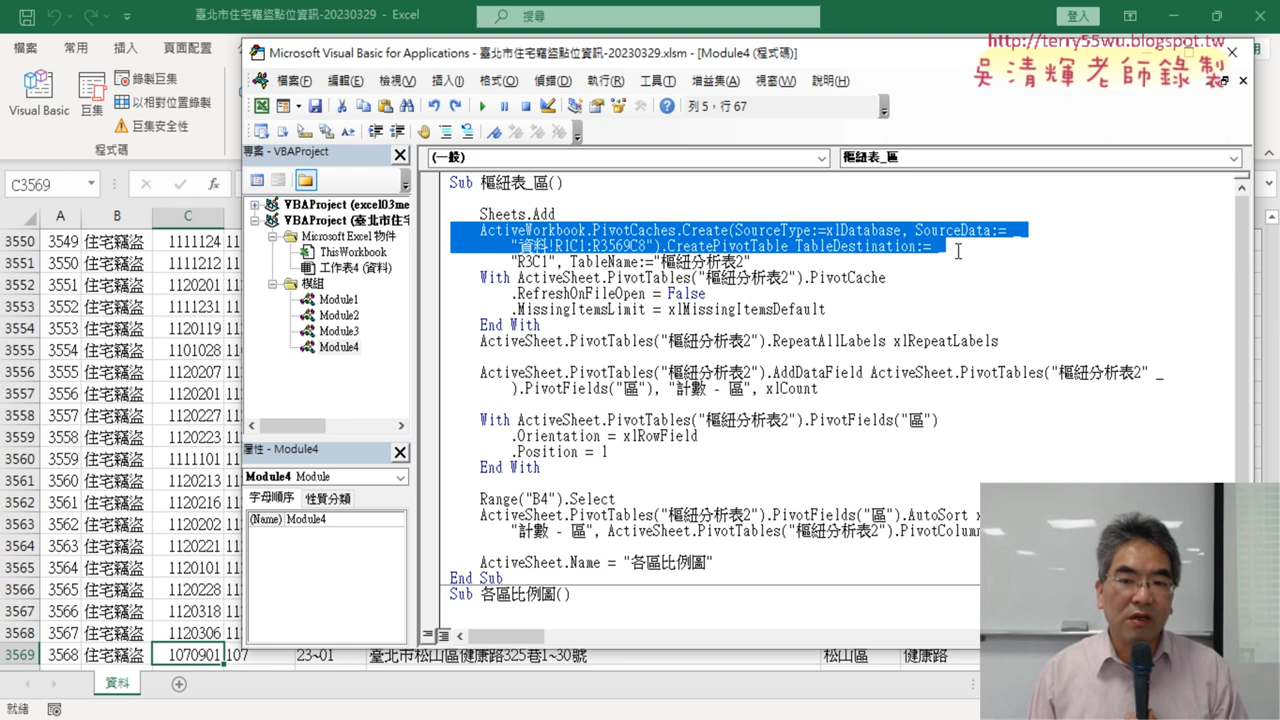 臺北市住宅竊盜點位資訊-20230329 - Excel
搜尋
登入
檔案 常用 插入 頁面配置
http://terry55wu.blogspot.tw
吳清輝老師錄製
Microsoft Visual Basic for Applications - 臺北市住宅竊盜點位資訊-20230329.xlsm - [Module4 (程式碼)]
檔案(F) 編輯(E) 檢視(V) 插入(I) 格式(O) 偵錯(D) 執行(R) 工具(T) 增益集(A) 視窗(W) 說明(H)
Visual Basic 巨集
錄製巨集
以相對位置錄製
巨集安全性
程式碼
列 5，行 67
C3569
專案 - VBAProject
(一般) 樞紐表_區
VBAProject (excel03me
VBAProject (臺北市住宅
Microsoft Excel 物件
ThisWorkbook
工作表4 (資料)
模組
Module1
Module2
Module3
Module4
屬性 - Module4
Module4 Module
字母順序 性質分類
(Name) Module4
Sub 樞紐表_區()
Sheets.Add
ActiveWorkbook.PivotCaches.Create(SourceType:=xlDatabase, SourceData:= _
"資料!R1C1:R3569C8").CreatePivotTable TableDestination:= _
"R3C1", TableName:="樞紐分析表2"
With ActiveSheet.PivotTables("樞紐分析表2").PivotCache
.RefreshOnFileOpen = False
.MissingItemsLimit = xlMissingItemsDefault
End With
ActiveSheet.PivotTables("樞紐分析表2").RepeatAllLabels xlRepeatLabels
ActiveSheet.PivotTables("樞紐分析表2").AddDataField ActiveSheet.PivotTables("樞紐分析表2" _
).PivotFields("區"), "計數 - 區", xlCount
With ActiveSheet.PivotTables("樞紐分析表2").PivotFields("區")
.Orientation = xlRowField
.Position = 1
End With
Range("B4").Select
ActiveSheet.PivotTables("樞紐分析表2").PivotFields("區").AutoSort
"計數 - 區", ActiveSheet.PivotTables("樞紐分析表2").PivotColumn
ActiveSheet.Name = "各區比例圖"
End Sub
Sub 各區比例圖()
A B C
3550 3549 住宅竊盜 1111124 11
3551 3550 住宅竊盜 1111212 11
3552 3551 住宅竊盜 1120201 11
3553 3552 住宅竊盜 1111231 11
3554 3553 住宅竊盜 1120119 11
3555 3554 住宅竊盜 1101028 11
3556 3555 住宅竊盜 1120207 11
3557 3556 住宅竊盜 1120201 11
3558 3557 住宅竊盜 1120227 11
3559 3558 住宅竊盜 1120223 11
3560 3559 住宅竊盜 1111101 11
3561 3560 住宅竊盜 1120213 11
3562 3561 住宅竊盜 1120216 11
3563 3562 住宅竊盜 1120202 11
3564 3563 住宅竊盜 1120221 11
3565 3564 住宅竊盜 1120101 11
3566 3565 住宅竊盜 1120228 11
3567 3566 住宅竊盜 1120318 11
3568 3567 住宅竊盜 1120306 11
3569 3568 住宅竊盜 1070901 107 23~01 臺北市松山區健康路325巷1~30號 松山區 健康路
資料
就緒